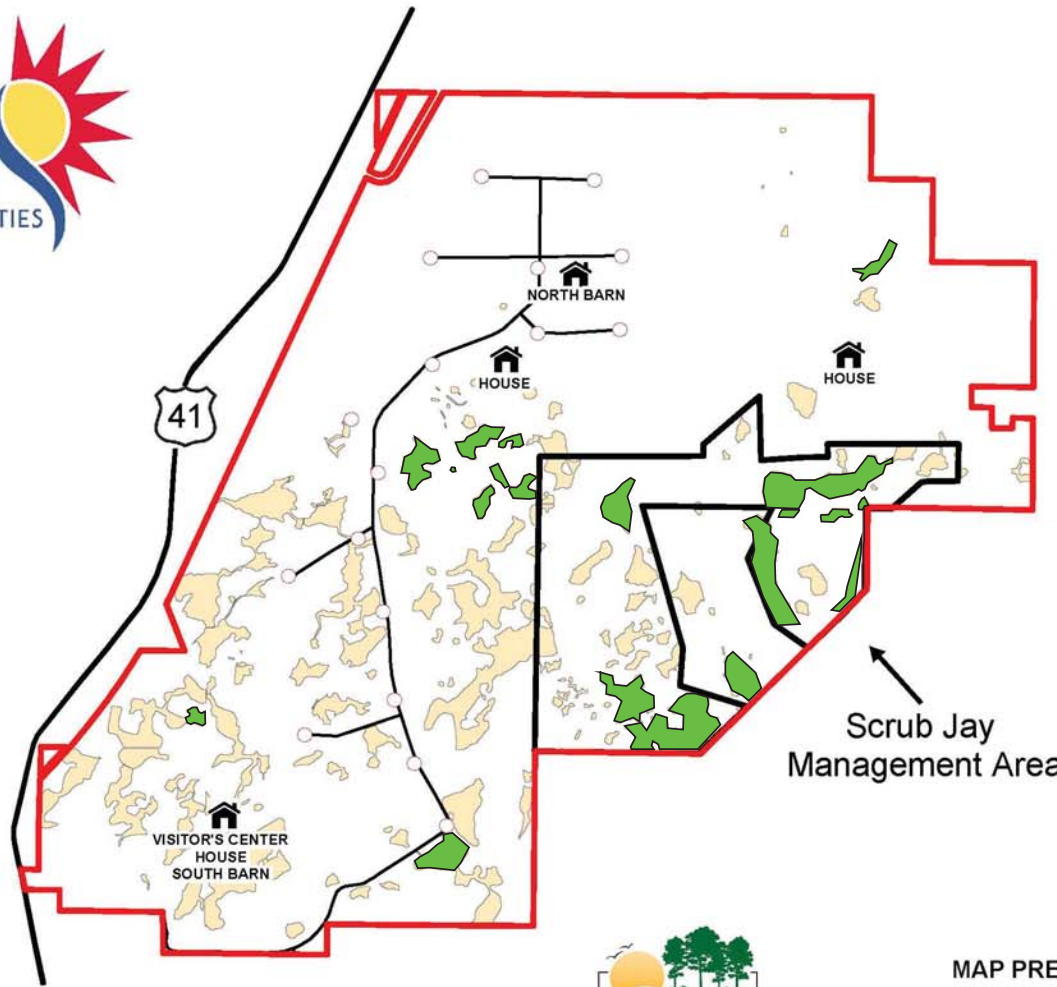 TIES
41
NORTH BARN
HOUSE
HOUSE
Scrub Jay
Management Area
VISITOR'S CENTER
HOUSE
SOUTH BARN
MAP PRE